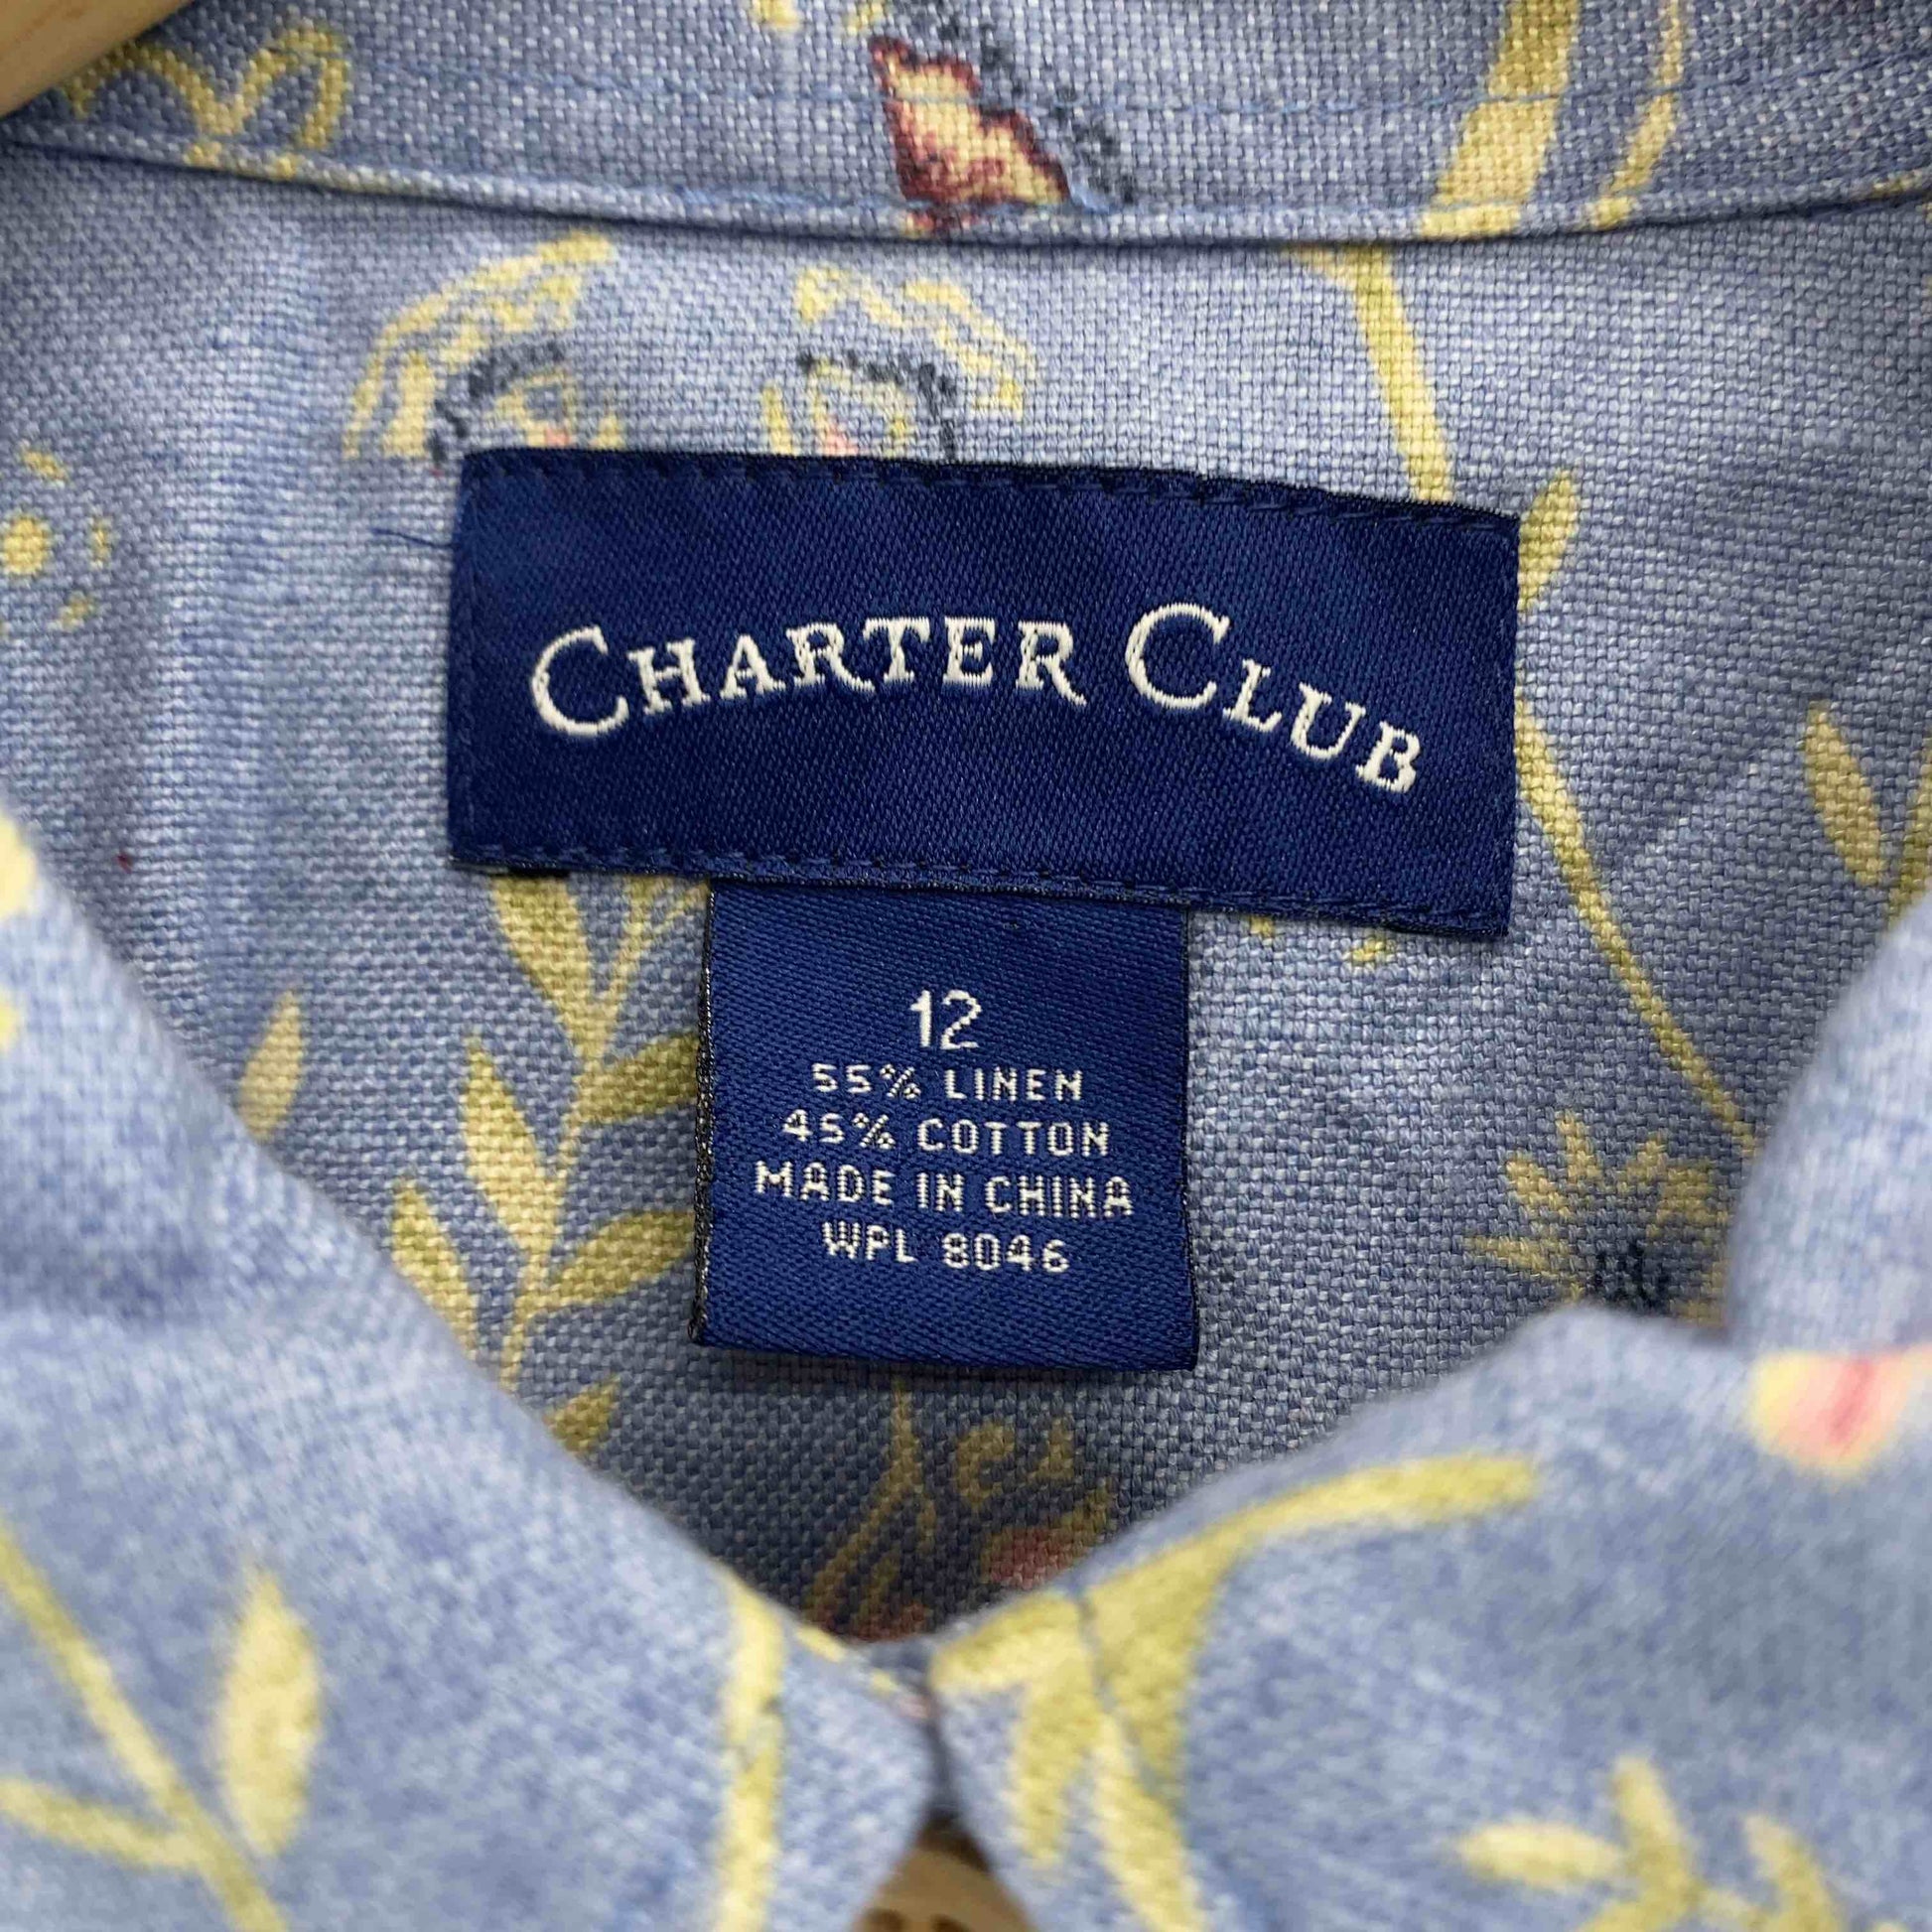 CHARTER CLUB
12
55% LINEN
45% COTTON
MADE IN CHINA
WPL 8046